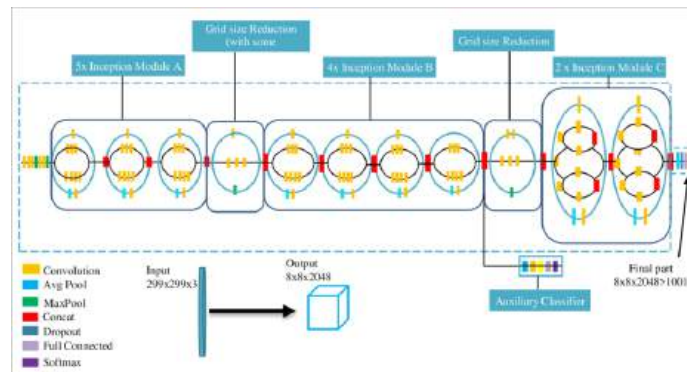 Grid size Reduction
(with some
Grid size Reduction
5x Inception Module A
4x Inception Module B
2 x Inception Module C
Convolution
Avg Pool
MaxPool
Concat
Dropout
Full Connected
Softmax
Input
299x299x3
Output
8x8x2048
Auxiliary Classifier
Final part
8x8x2048>1001